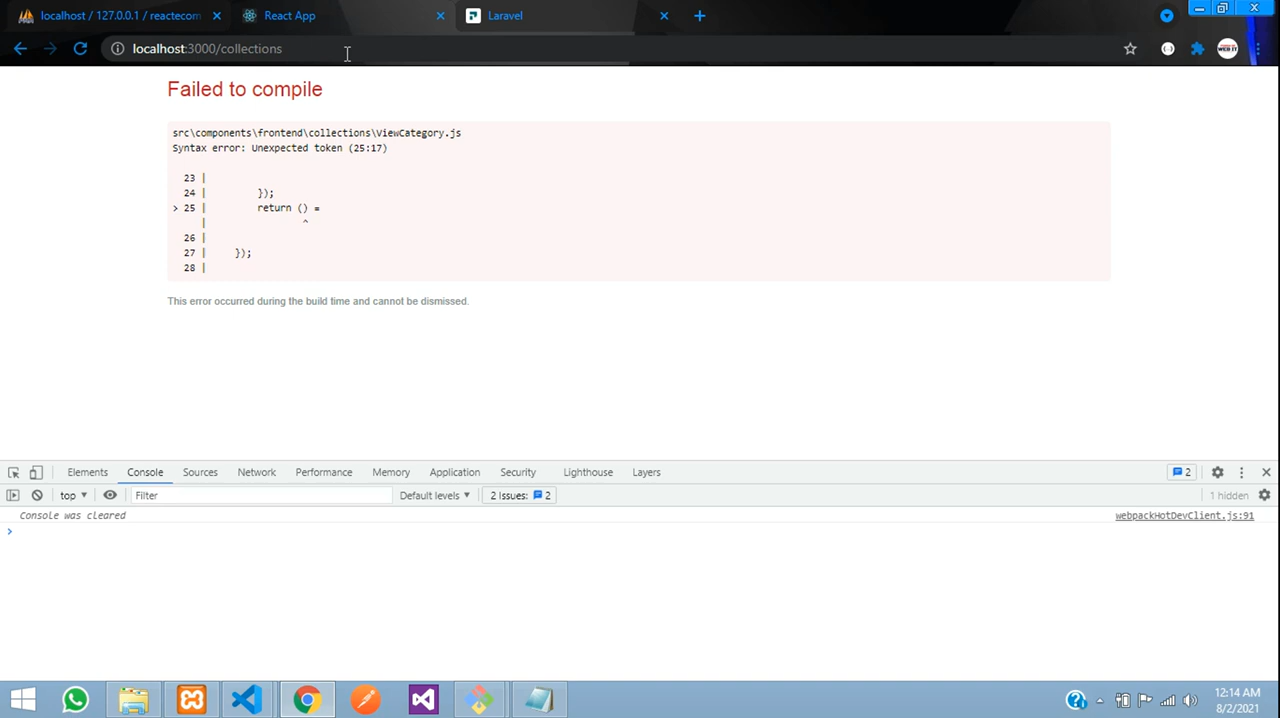 localhost / 127.0.0.1 / reactecom
React App
Laravel
localhost:3000/collections
Failed to compile
src\components\frontend\collections\ViewCategory.js
Syntax error: Unexpected token (25:17)
23 |
24 | });
> 25 | return () =
| ^
26 |
27 | });
28 |
This error occurred during the build time and cannot be dismissed.
Elements Console Sources Network Performance Memory Application Security Lighthouse Layers 2
top Filter Default levels 2 Issues: 2 1 hidden
Console was cleared webpackHotDevClient.js:91
>
12:14 AM
8/2/2021